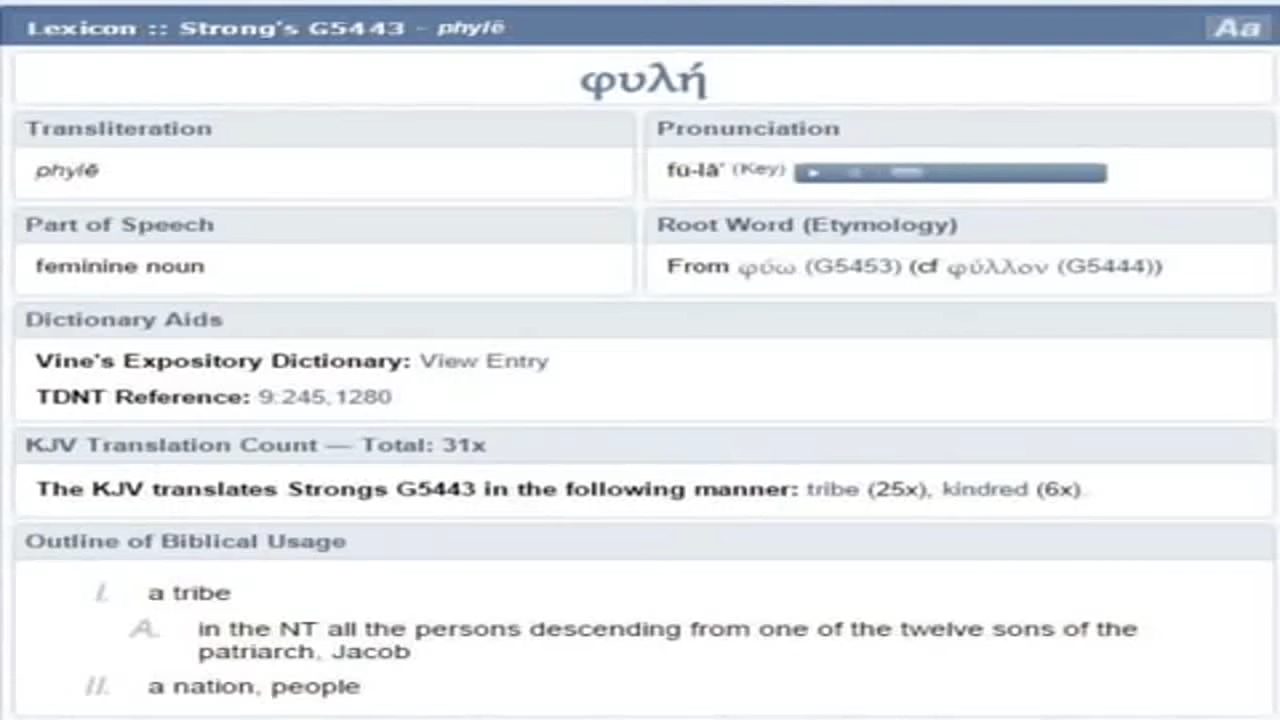 Lexicon :: Strong's G5443 - phylē
Aa
φυλή
Transliteration
phylē
Pronunciation
fü-lā' (Key)
Part of Speech
feminine noun
Root Word (Etymology)
From φύω (G5453) (cf φύλλον (G5444))
Dictionary Aids
Vine's Expository Dictionary: View Entry
TDNT Reference: 9:245,1280
KJV Translation Count — Total: 31x
The KJV translates Strongs G5443 in the following manner: tribe (25x), kindred (6x).
Outline of Biblical Usage
I. a tribe
A. in the NT all the persons descending from one of the twelve sons of the
patriarch, Jacob
II. a nation, people